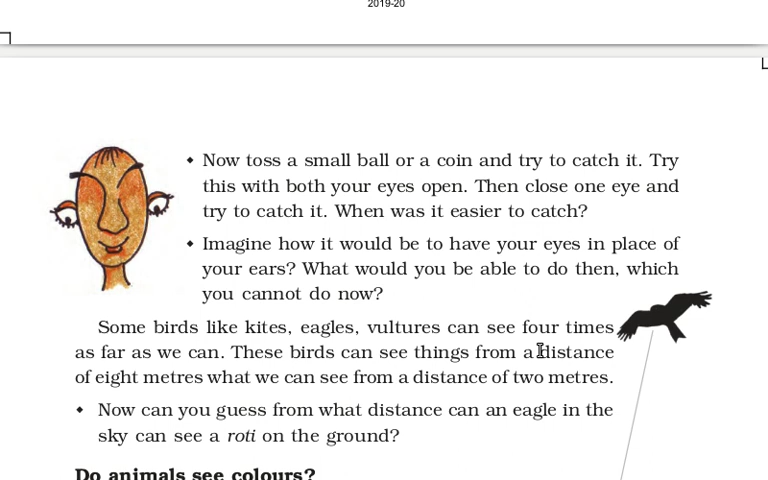 2019-20
◆ Now toss a small ball or a coin and try to catch it. Try
this with both your eyes open. Then close one eye and
try to catch it. When was it easier to catch?
◆ Imagine how it would be to have your eyes in place of
your ears? What would you be able to do then, which
you cannot do now?
Some birds like kites, eagles, vultures can see four times
as far as we can. These birds can see things from a distance
of eight metres what we can see from a distance of two metres.
◆ Now can you guess from what distance can an eagle in the
sky can see a roti on the ground?
Do animals see colours?